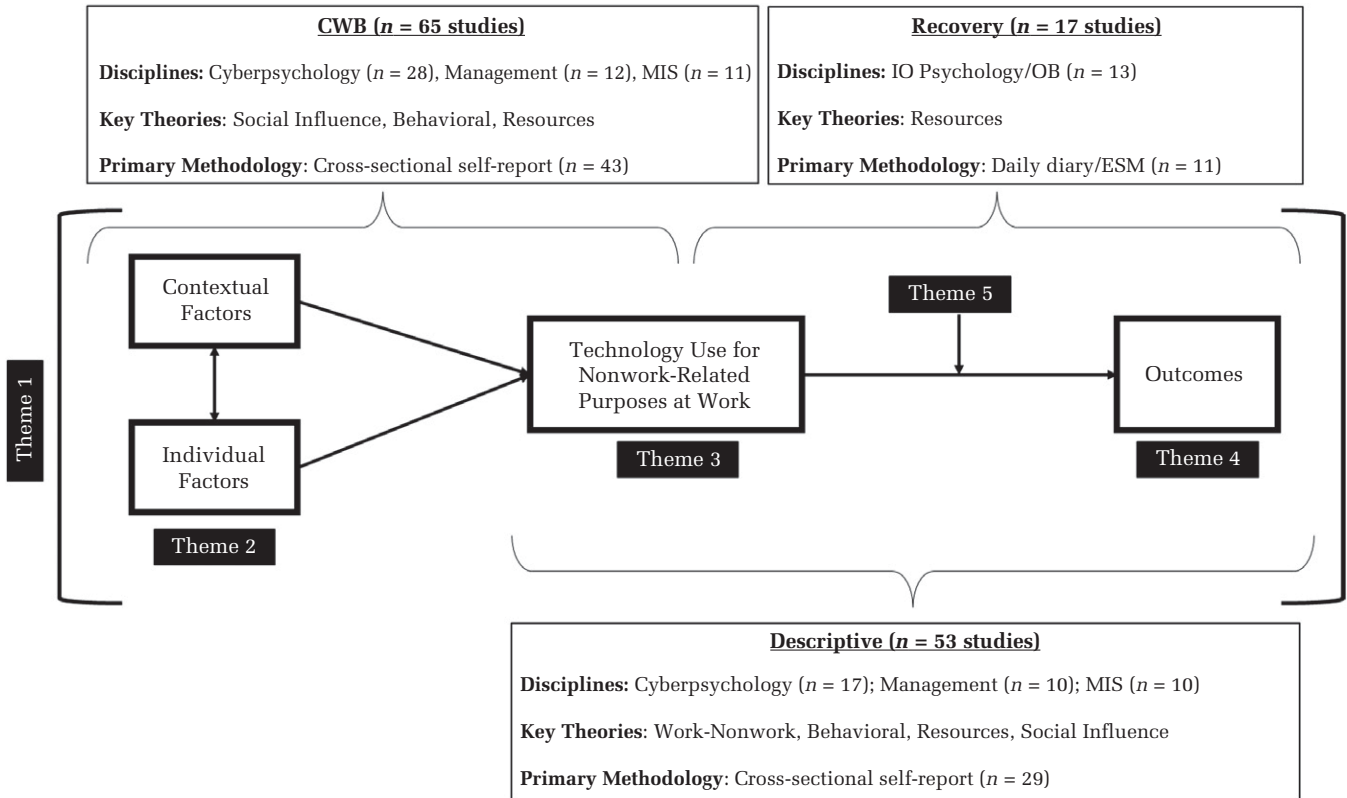 CWB (n = 65 studies)
Disciplines: Cyberpsychology (n = 28), Management (n = 12), MIS (n = 11)
Key Theories: Social Influence, Behavioral, Resources
Primary Methodology: Cross-sectional self-report (n = 43)
Recovery (n = 17 studies)
Disciplines: IO Psychology/OB (n = 13)
Key Theories: Resources
Primary Methodology: Daily diary/ESM (n = 11)
Theme 1
Contextual
Factors
Individual
Factors
Theme 2
Technology Use for
Nonwork-Related
Purposes at Work
Theme 3
Theme 5
Outcomes
Theme 4
Descriptive (n = 53 studies)
Disciplines: Cyberpsychology (n = 17); Management (n = 10); MIS (n = 10)
Key Theories: Work-Nonwork, Behavioral, Resources, Social Influence
Primary Methodology: Cross-sectional self-report (n = 29)